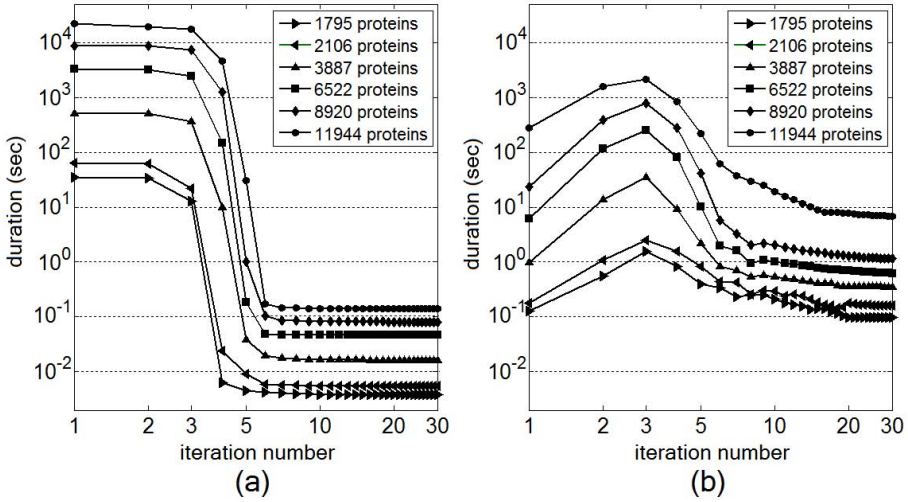 1795 proteins
2106 proteins
3887 proteins
6522 proteins
8920 proteins
11944 proteins
10^4
10^3
10^2
10^1
10^0
10^-1
10^-2
duration (sec)
1 2 3 5 10 20 30
iteration number
(a)
1795 proteins
2106 proteins
3887 proteins
6522 proteins
8920 proteins
11944 proteins
10^4
10^3
10^2
10^1
10^0
10^-1
10^-2
duration (sec)
1 2 3 5 10 20 30
iteration number
(b)